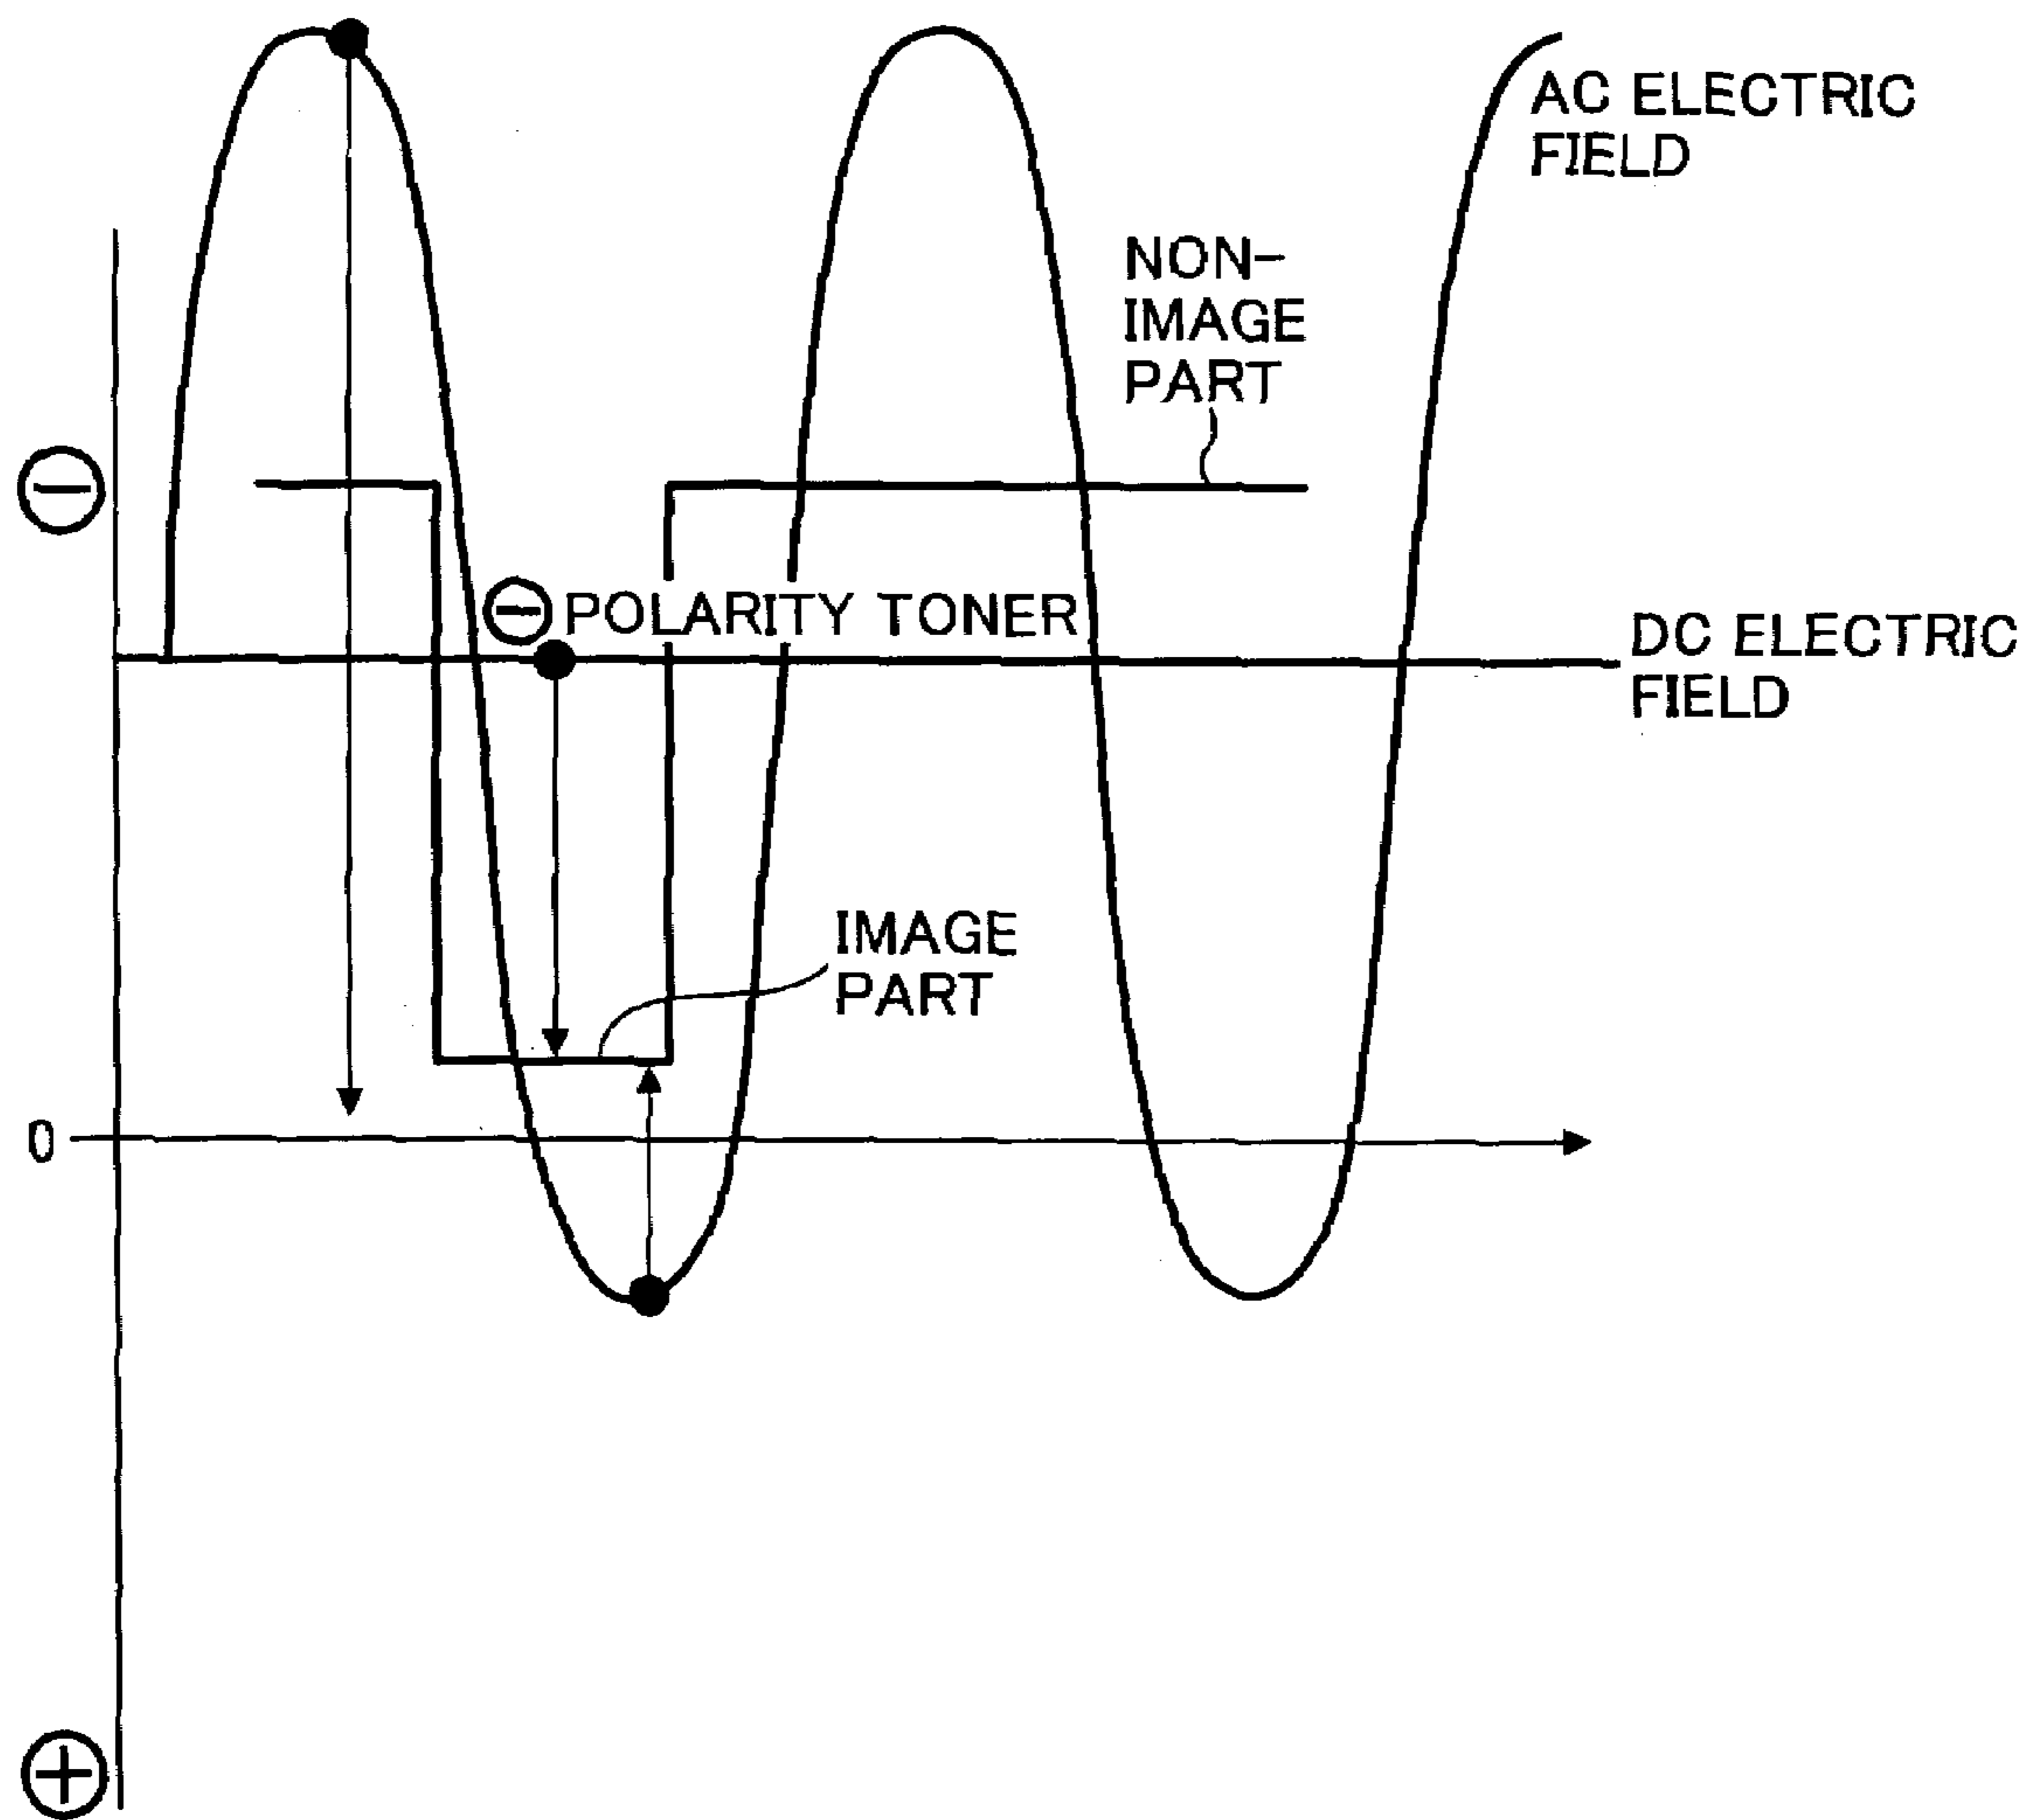 AC ELECTRIC
FIELD
NON-
IMAGE
PART
⊖
⊖ POLARITY TONER
DC ELECTRIC
FIELD
IMAGE
PART
0
⊕